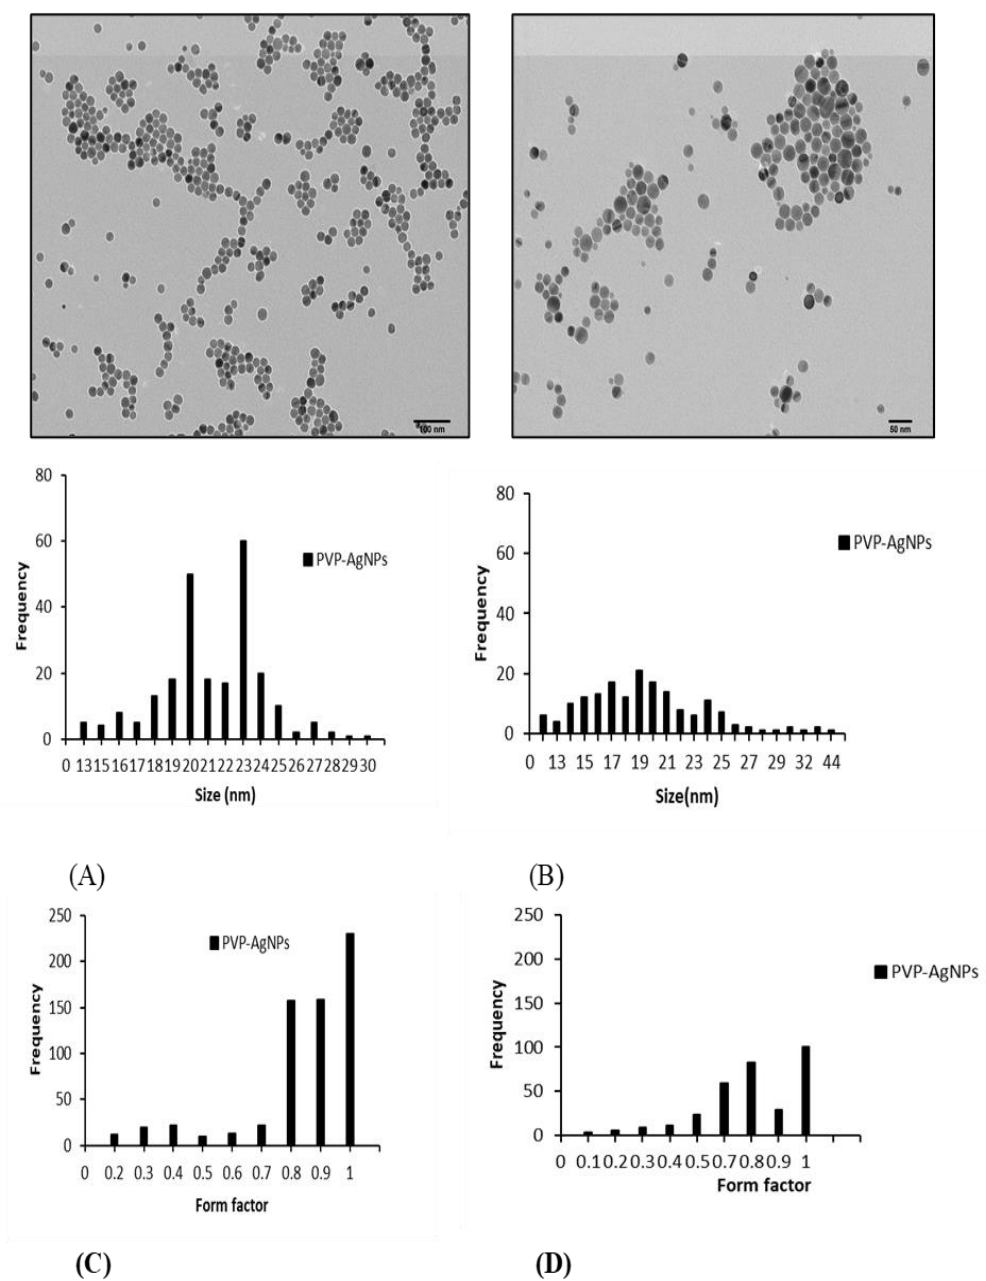 100 nm
50 nm
80
60
40
20
0
Frequency
PVP-AgNPs
0 13 15 16 17 18 19 20 21 22 23 24 25 26 27 28 29 30
Size (nm)
80
60
40
20
0
Frequency
PVP-AgNPs
0 13 15 17 19 21 23 25 27 29 32 44
Size(nm)
(A)
(B)
250
200
150
100
50
0
Frequency
PVP-AgNPs
0 0.2 0.3 0.4 0.5 0.6 0.7 0.8 0.9 1
Form factor
250
200
150
100
50
0
Frequency
PVP-AgNPs
0 0.1 0.2 0.3 0.4 0.5 0.7 0.8 0.9 1
Form factor
(C)
(D)